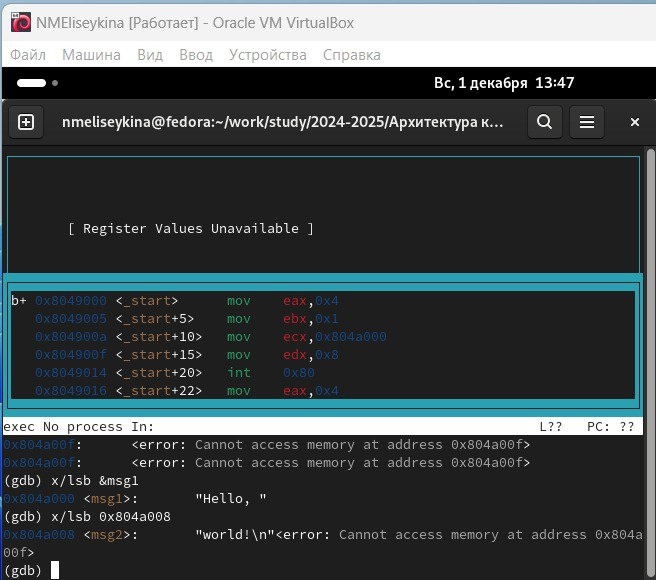 NMEliseykina [Работает] - Oracle VM VirtualBox
Файл Машина Вид Ввод Устройства Справка
Вс, 1 декабря 13:47
nmeliseykina@fedora:~/work/study/2024-2025/Архитектура к...
[ Register Values Unavailable ]
b+ 0x8049000 <_start> mov eax,0x4
0x8049005 <_start+5> mov ebx,0x1
0x804900a <_start+10> mov ecx,0x804a000
0x804900f <_start+15> mov edx,0x8
0x8049014 <_start+20> int 0x80
0x8049016 <_start+22> mov eax,0x4
exec No process In: L?? PC: ??
0x804a00f: <error: Cannot access memory at address 0x804a00f>
0x804a00f: <error: Cannot access memory at address 0x804a00f>
(gdb) x/lsb &msg1
0x804a000 <msg1>: "Hello, "
(gdb) x/lsb 0x804a008
0x804a008 <msg2>: "world!\n"<error: Cannot access memory at address 0x804a
00f>
(gdb)